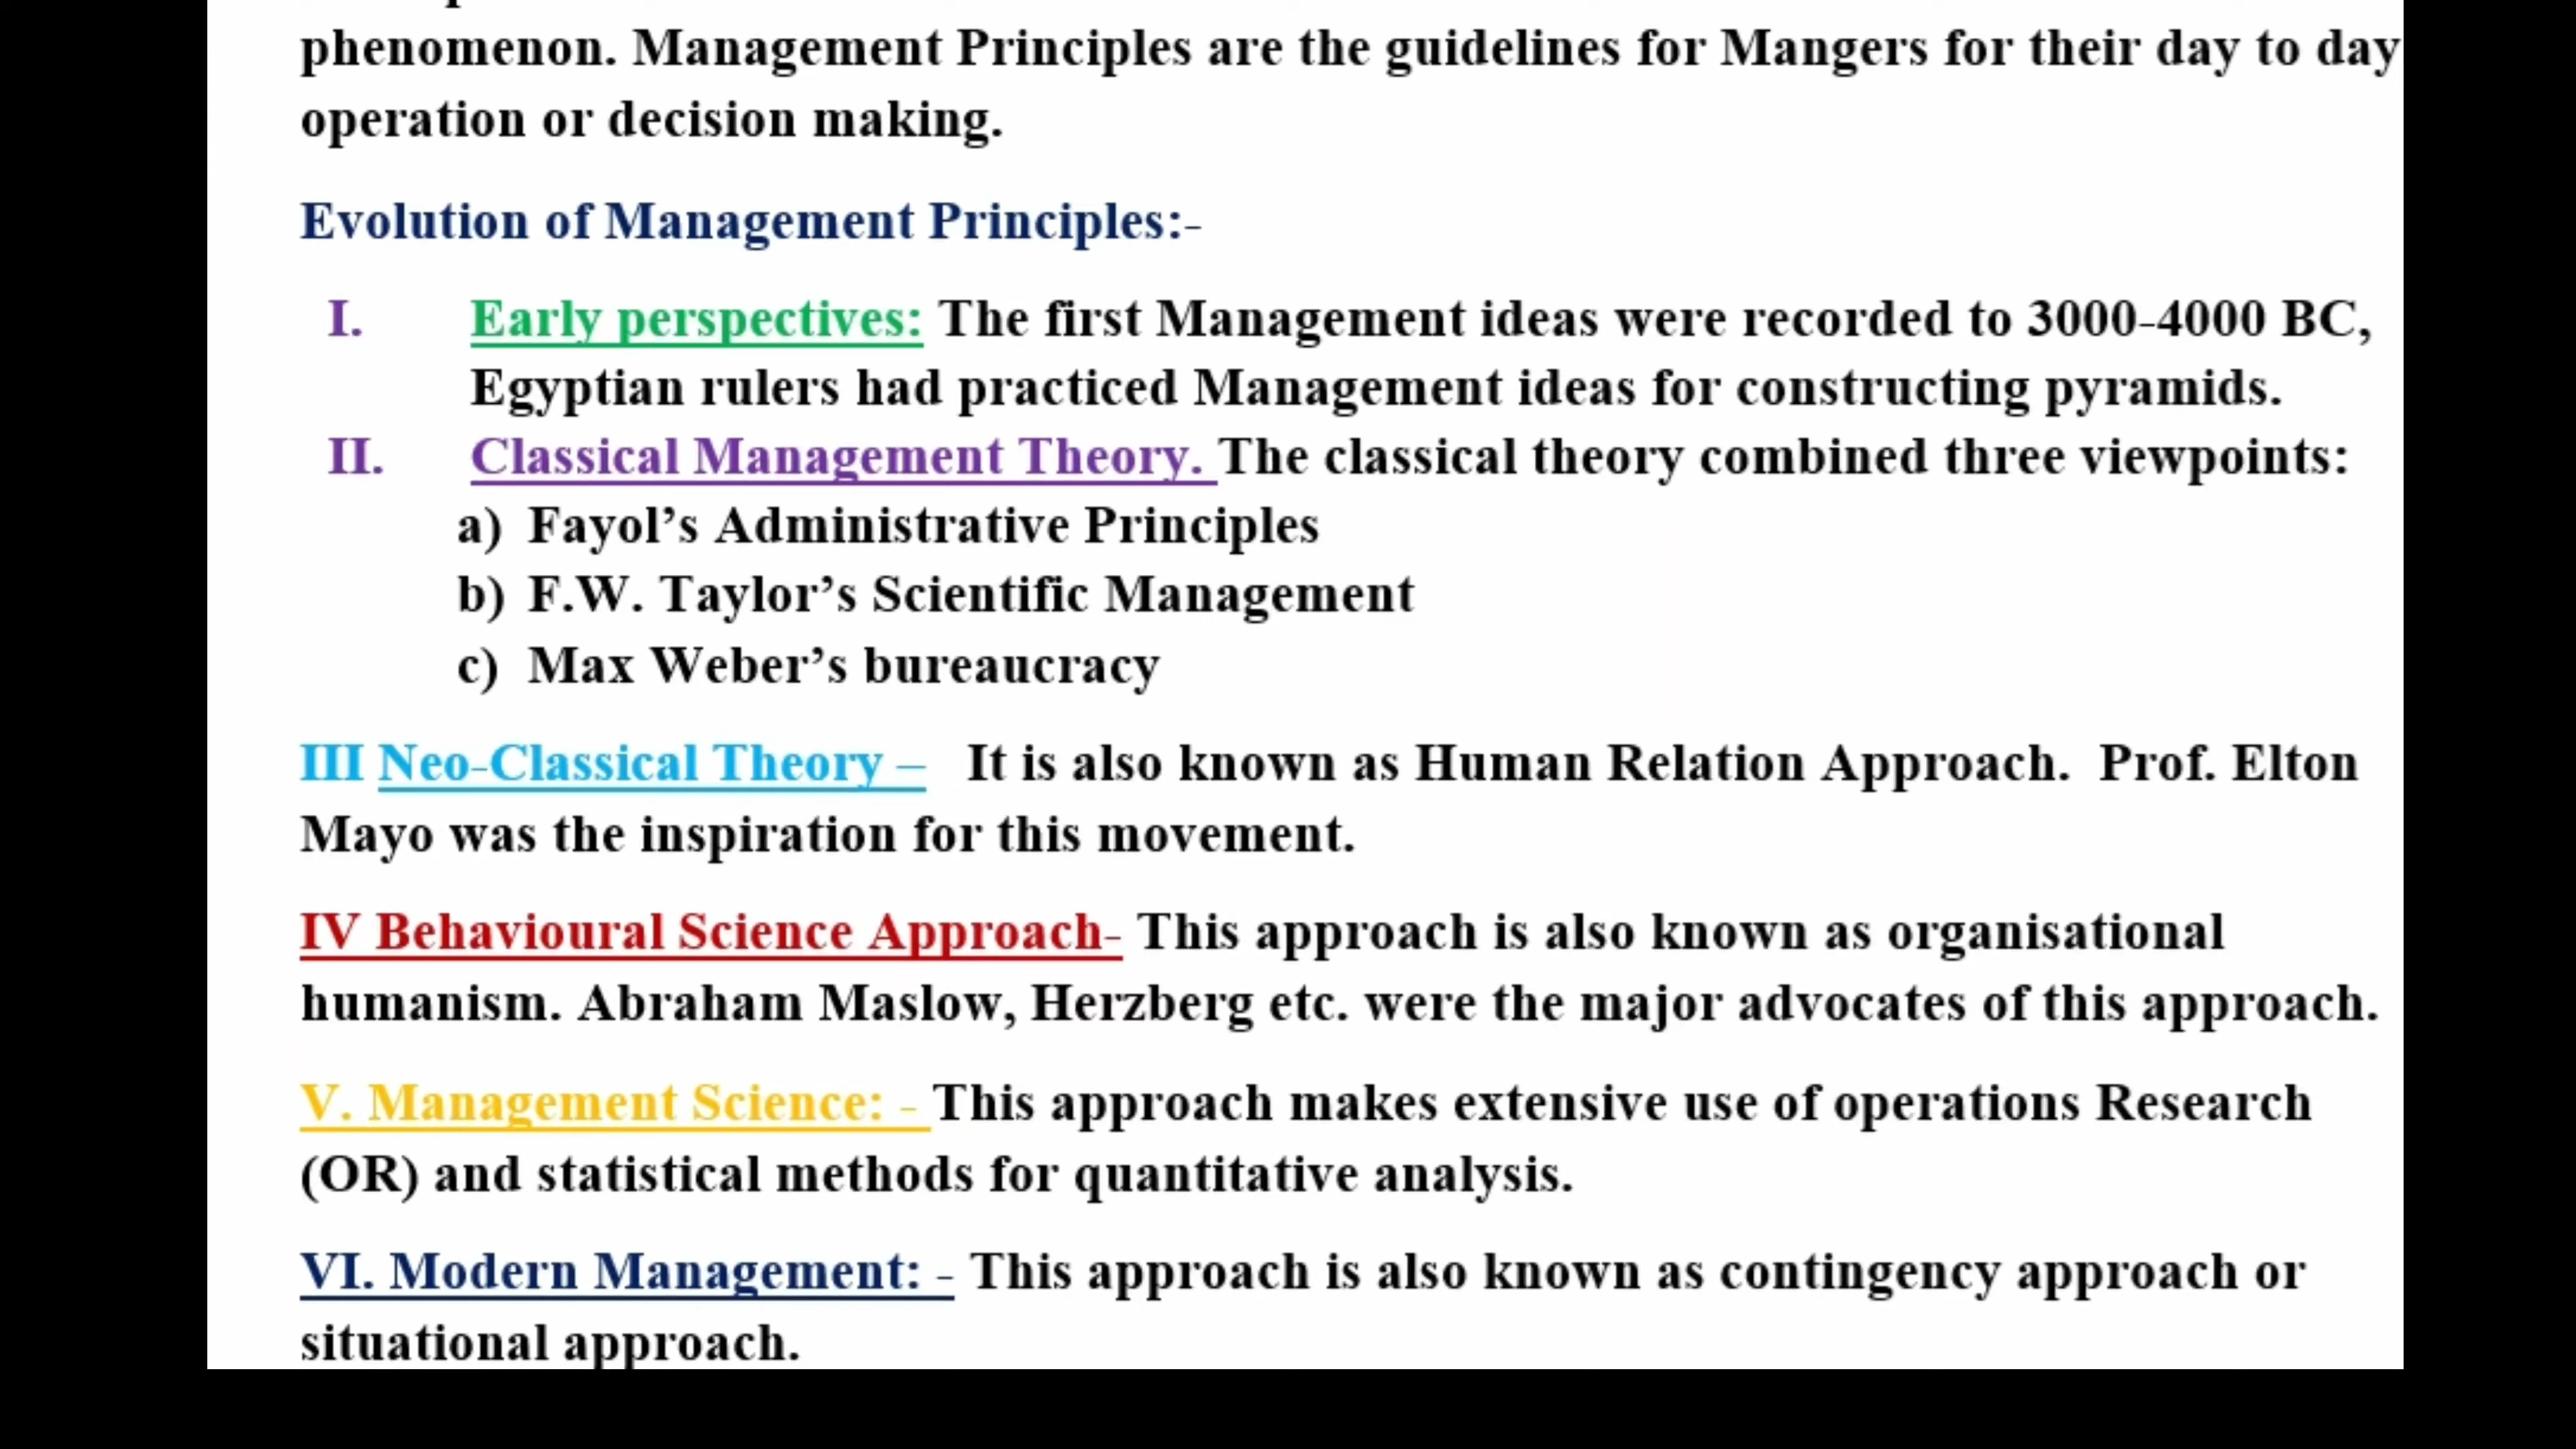 phenomenon. Management Principles are the guidelines for Mangers for their day to day
operation or decision making.
Evolution of Management Principles:-
I. Early perspectives: The first Management ideas were recorded to 3000-4000 BC,
Egyptian rulers had practiced Management ideas for constructing pyramids.
II. Classical Management Theory. The classical theory combined three viewpoints:
a) Fayol’s Administrative Principles
b) F.W. Taylor’s Scientific Management
c) Max Weber’s bureaucracy
III Neo-Classical Theory – It is also known as Human Relation Approach. Prof. Elton
Mayo was the inspiration for this movement.
IV Behavioural Science Approach- This approach is also known as organisational
humanism. Abraham Maslow, Herzberg etc. were the major advocates of this approach.
V. Management Science: - This approach makes extensive use of operations Research
(OR) and statistical methods for quantitative analysis.
VI. Modern Management: - This approach is also known as contingency approach or
situational approach.